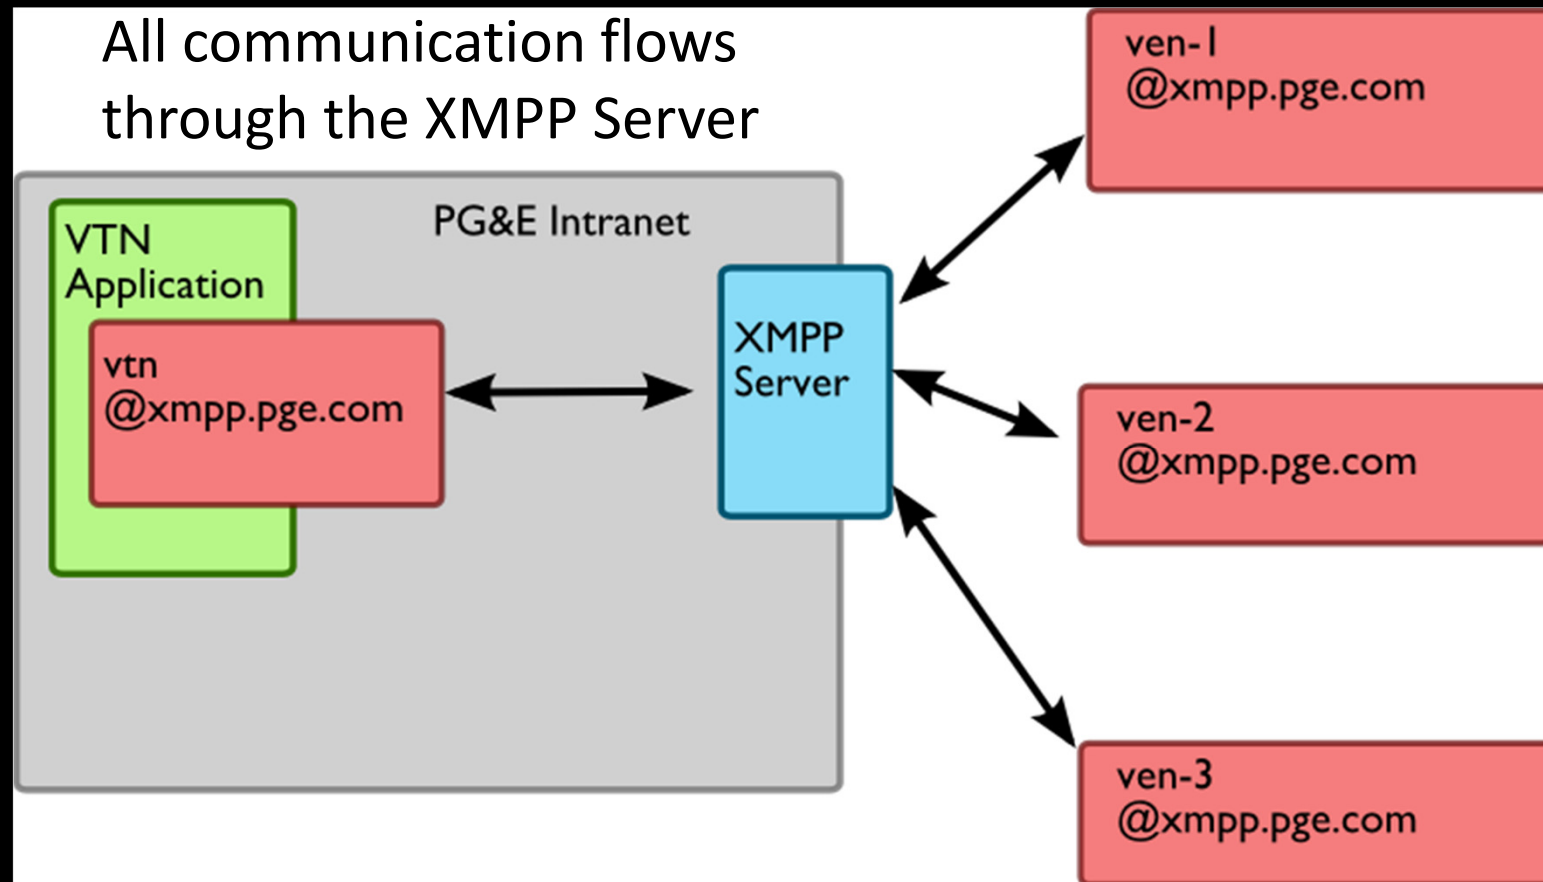 All communication flows
through the XMPP Server
PG&E Intranet
VTN
Application
vtn
@xmpp.pge.com
XMPP
Server
ven-1
@xmpp.pge.com
ven-2
@xmpp.pge.com
ven-3
@xmpp.pge.com